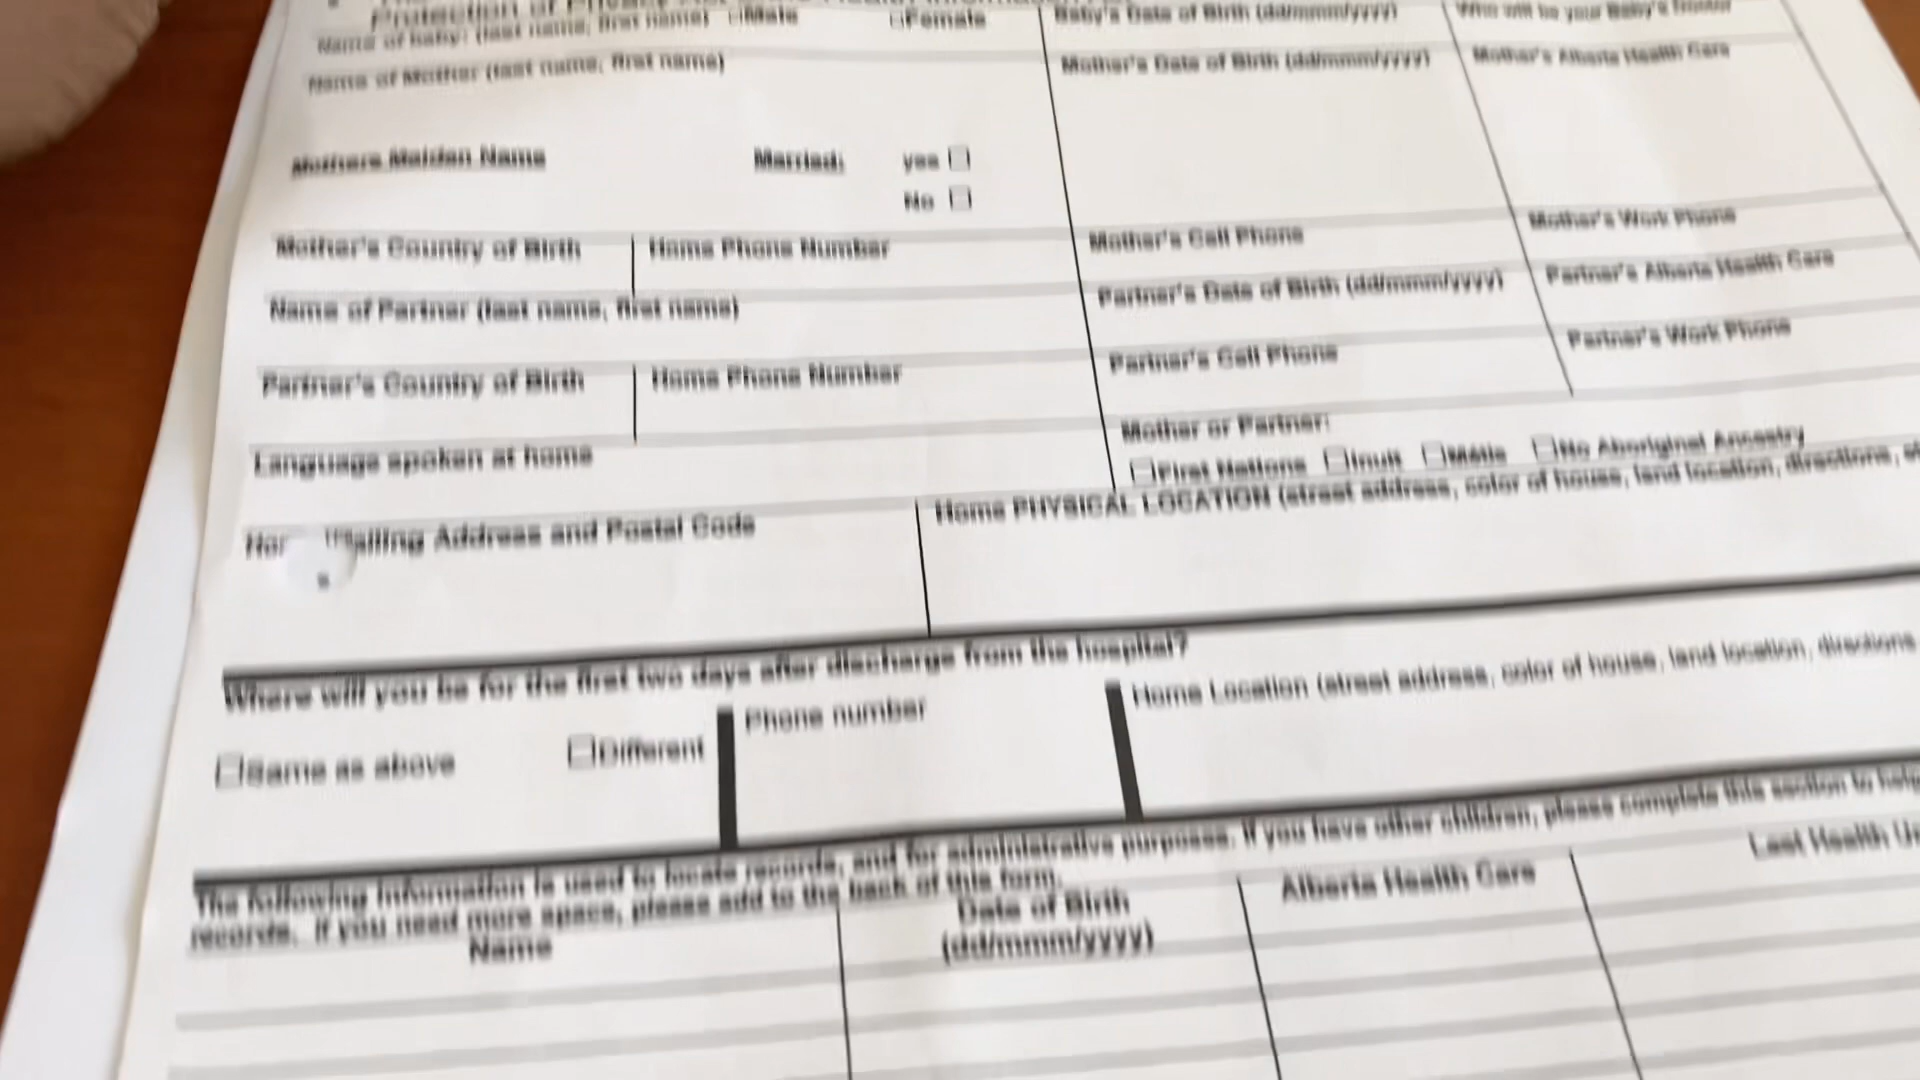 Protection of Privacy
Name of baby: (last name, first name) Male Female
Baby's Date of Birth (dd/mmm/yyyy)
Who will be your Baby's Doctor
Name of Mother (last name, first name)
Mother's Date of Birth (dd/mmm/yyyy)
Mother's Alberta Health Care
Mothers Maiden Name Married: yes
No
Mother's Country of Birth
Home Phone Number
Mother's Cell Phone
Mother's Work Phone
Name of Partner (last name, first name)
Partner's Date of Birth (dd/mmm/yyyy)
Partner's Alberta Health Care
Partner's Country of Birth
Home Phone Number
Partner's Cell Phone
Partner's Work Phone
Language spoken at home
Mother or Partner:
First Nations Inuit Métis No Aboriginal Ancestry
Mailing Address and Postal Code
Home PHYSICAL LOCATION (street address, color of house, land location, directions,
Where will you be for the first two days after discharge from the hospital?
Same as above Different
Phone number
Home Location (street address, color of house, land location, directions
The following information is used to locate records, and for administrative purposes. If you have other children, please complete this section to help
records. If you need more space, please add to the back of this form.
Name
Date of Birth
(dd/mmm/yyyy)
Alberta Health Care
Last Health